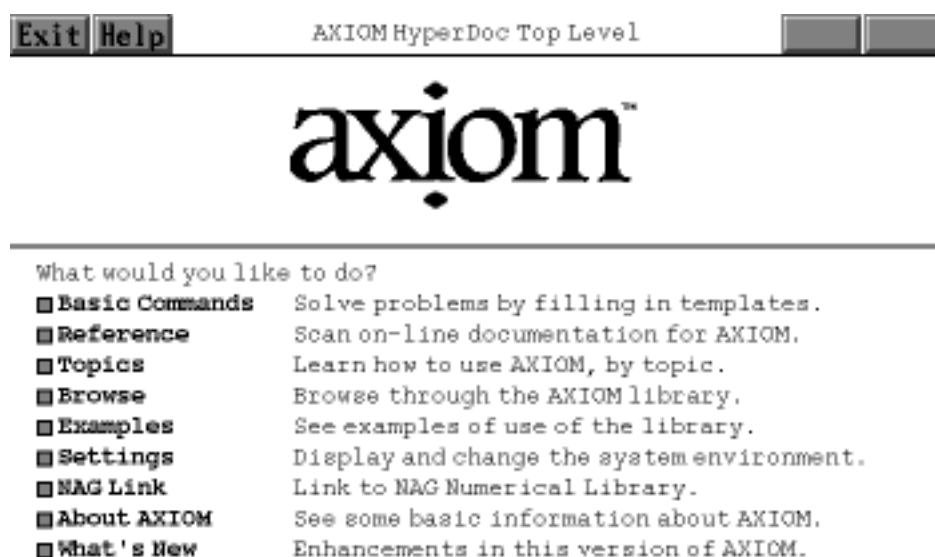 Exit Help AXIOM HyperDoc Top Level
axiom™
What would you like to do?
Basic Commands Solve problems by filling in templates.
Reference Scan on-line documentation for AXIOM.
Topics Learn how to use AXIOM, by topic.
Browse Browse through the AXIOM library.
Examples See examples of use of the library.
Settings Display and change the system environment.
NAG Link Link to NAG Numerical Library.
About AXIOM See some basic information about AXIOM.
What's New Enhancements in this version of AXIOM.